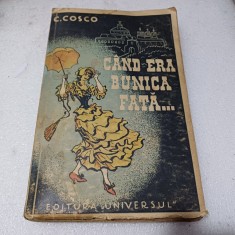 C. COSCO
CÂND ERA
BUNICA
FATĂ...
EDITURA "UNIVERSUL"